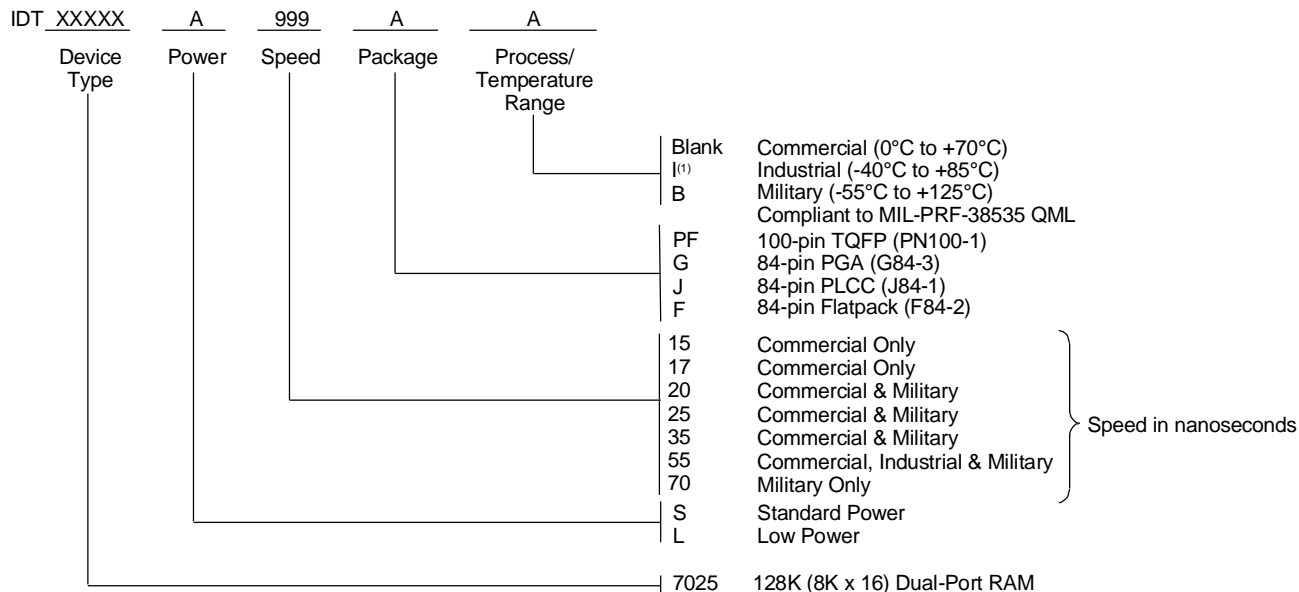 IDT XXXXX A 999 A A
Device Type Power Speed Package Process/ Temperature Range
Blank Commercial (0°C to +70°C)
I(1) Industrial (-40°C to +85°C)
B Military (-55°C to +125°C)
Compliant to MIL-PRF-38535 QML
PF 100-pin TQFP (PN100-1)
G 84-pin PGA (G84-3)
J 84-pin PLCC (J84-1)
F 84-pin Flatpack (F84-2)
15 Commercial Only
17 Commercial Only
20 Commercial & Military
25 Commercial & Military
35 Commercial & Military
55 Commercial, Industrial & Military
70 Military Only
Speed in nanoseconds
S Standard Power
L Low Power
7025 128K (8K x 16) Dual-Port RAM